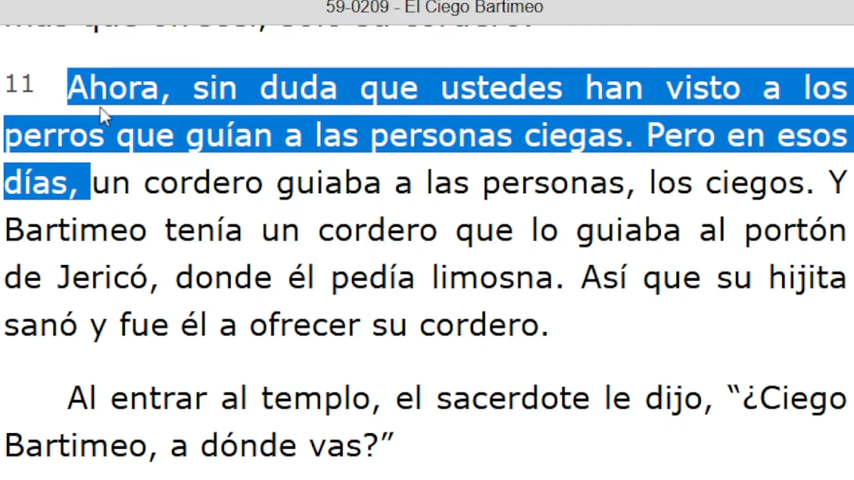 59-0209 - El Ciego Bartimeo
11 Ahora, sin duda que ustedes han visto a los
perros que guían a las personas ciegas. Pero en esos
días, un cordero guiaba a las personas, los ciegos. Y
Bartimeo tenía un cordero que lo guiaba al portón
de Jericó, donde él pedía limosna. Así que su hijita
sanó y fue él a ofrecer su cordero.
Al entrar al templo, el sacerdote le dijo, “¿Ciego
Bartimeo, a dónde vas?”